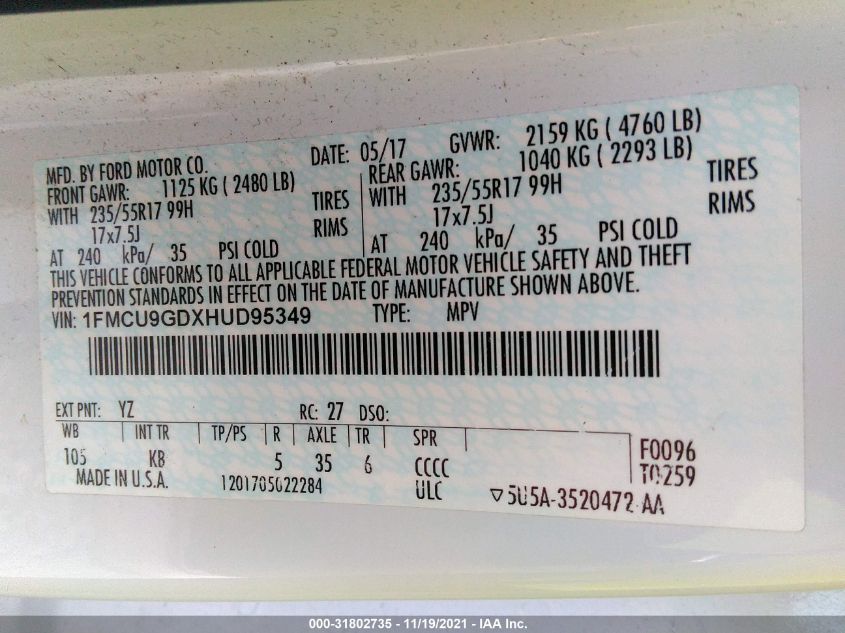 MFD. BY FORD MOTOR CO. DATE: 05/17 GVWR: 2159 KG ( 4760 LB)
FRONT GAWR: 1125 KG ( 2480 LB) REAR GAWR: 1040 KG ( 2293 LB)
WITH 235/55R17 99H TIRES WITH 235/55R17 99H TIRES
17x7.5J RIMS 17x7.5J RIMS
AT 240 kPa/ 35 PSI COLD AT 240 kPa/ 35 PSI COLD
THIS VEHICLE CONFORMS TO ALL APPLICABLE FEDERAL MOTOR VEHICLE SAFETY AND THEFT
PREVENTION STANDARDS IN EFFECT ON THE DATE OF MANUFACTURE SHOWN ABOVE.
VIN: 1FMCU9GDXHUD95349 TYPE: MPV
EXT PNT: YZ RC: 27 DSO:
WB INT TR TP/PS R AXLE TR SPR
105 KB 5 35 6 CCCC F0096
MADE IN U.S.A. 1201705022284 ULC T0259
5U5A-3520472 AA
000-31802735 - 11/19/2021 - IAA Inc.